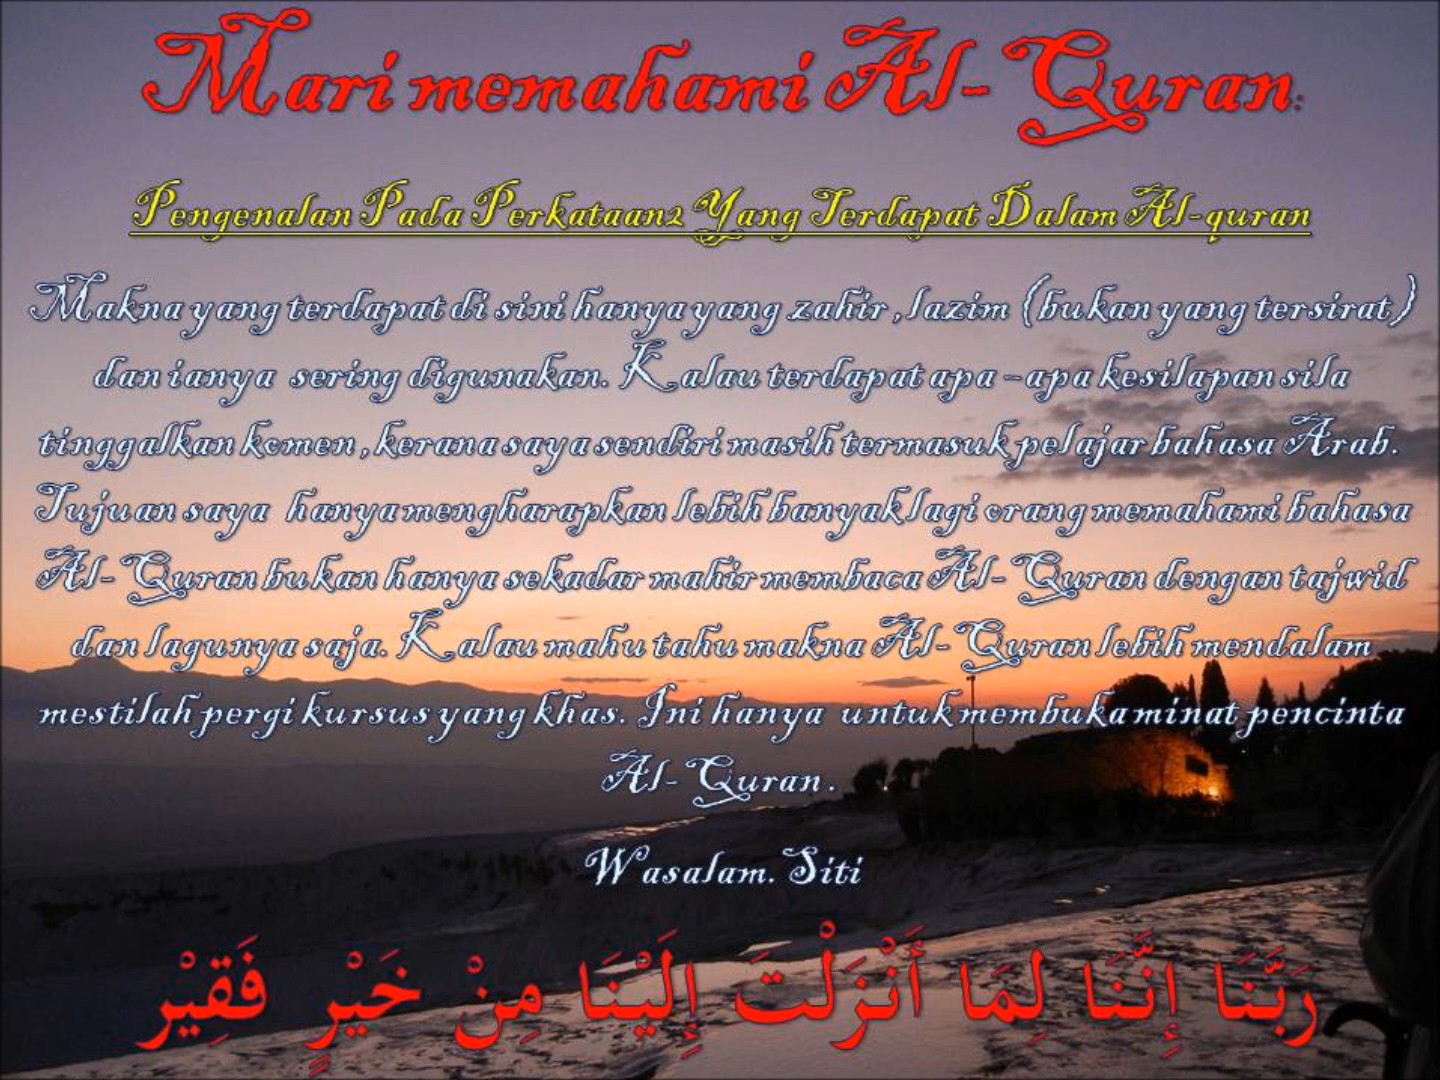 Mari memahami Al-Quran:
Pengenalan Pada Perkataan2 Yang Terdapat Dalam Al-quran
Makna yang terdapat di sini hanya yang zahir, lazim (bukan yang tersirat)
dan ianya sering digunakan. Kalau terdapat apa-apa kesilapan sila
tinggalkan komen, kerana saya sendiri masih termasuk pelajar bahasa Arab.
Tujuan saya hanya mengharapkan lebih banyak lagi orang memahami bahasa
Al-Quran bukan hanya sekadar mahir membaca Al-Quran dengan tajwid
dan lagunya saja. Kalau mahu tahu makna Al-Quran lebih mendalam
mestilah pergi kursus yang khas. Ini hanya untuk membuka minat pencinta
Al-Quran.
Wasalam. Siti
رَبَّنَا إِنَّنَا لِمَا أَنْزَلْتَ إِلَيْنَا مِنْ خَيْرٍ فَقِيْر